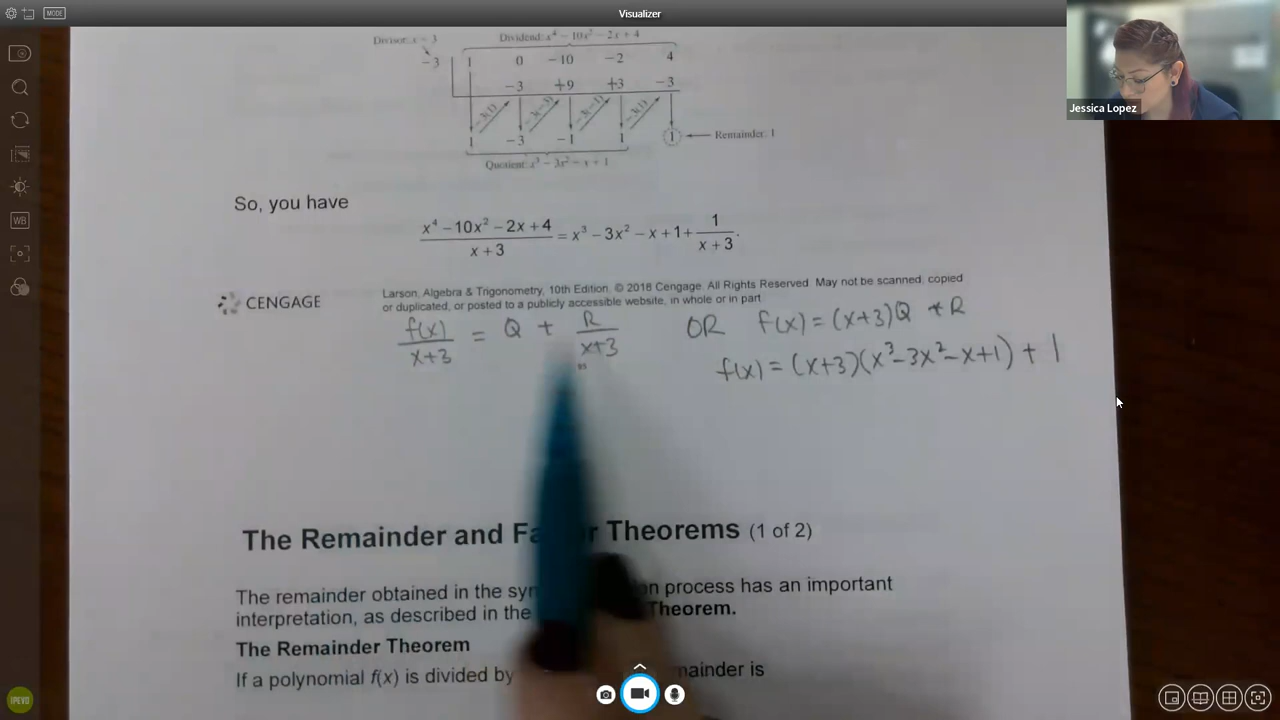 MODE
Visualizer
Jessica Lopez
WB
IPEVO
Divisor: x + 3
Dividend: x⁴ − 10x² − 2x + 4
−3 1 0 −10 −2 4
−3 +9 +3 −3
1 −3 −1 1 1
Remainder: 1
Quotient: x³ − 3x² − x + 1
So, you have
(x⁴ − 10x² − 2x + 4)/(x + 3) = x³ − 3x² − x + 1 + 1/(x + 3).
CENGAGE
Larson, Algebra & Trigonometry, 10th Edition. © 2018 Cengage. All Rights Reserved. May not be scanned, copied
or duplicated, or posted to a publicly accessible website, in whole or in part
f(x)/(x+3) = Q + R/(x+3) OR f(x) = (x+3)Q + R
f(x) = (x+3)(x³−3x²−x+1) + 1
The Remainder and Theorems (1 of 2)
The remainder obtained in the process has an important
interpretation, as described in the Theorem.
The Remainder Theorem
If a polynomial f(x) is divided by is